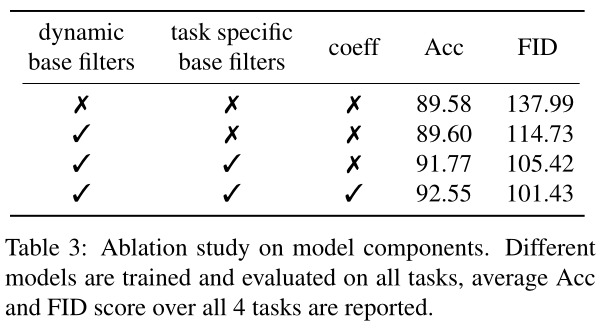 dynamic base filters task specific base filters coeff Acc FID
✗ ✗ ✗ 89.58 137.99
✓ ✗ ✗ 89.60 114.73
✓ ✓ ✗ 91.77 105.42
✓ ✓ ✓ 92.55 101.43
Table 3: Ablation study on model components. Different
models are trained and evaluated on all tasks, average Acc
and FID score over all 4 tasks are reported.